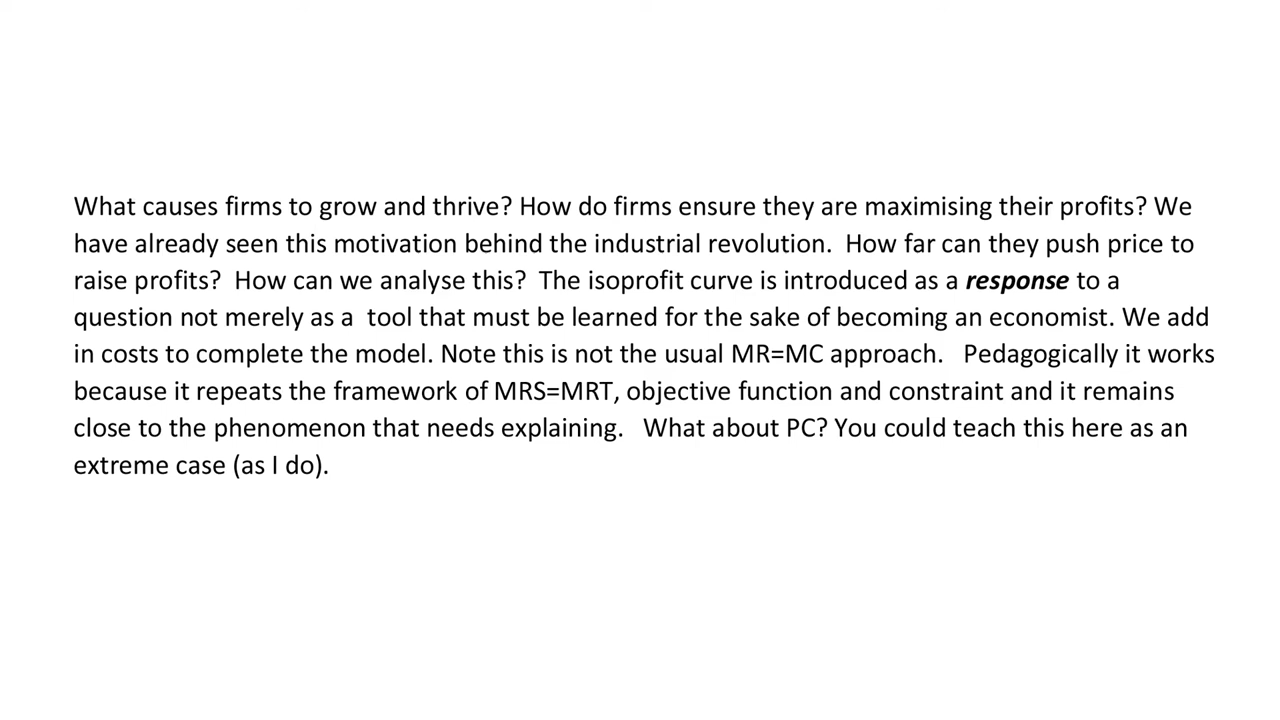 What causes firms to grow and thrive? How do firms ensure they are maximising their profits? We
have already seen this motivation behind the industrial revolution.  How far can they push price to
raise profits?  How can we analyse this?  The isoprofit curve is introduced as a response to a
question not merely as a  tool that must be learned for the sake of becoming an economist. We add
in costs to complete the model. Note this is not the usual MR=MC approach.   Pedagogically it works
because it repeats the framework of MRS=MRT, objective function and constraint and it remains
close to the phenomenon that needs explaining.   What about PC? You could teach this here as an
extreme case (as I do).